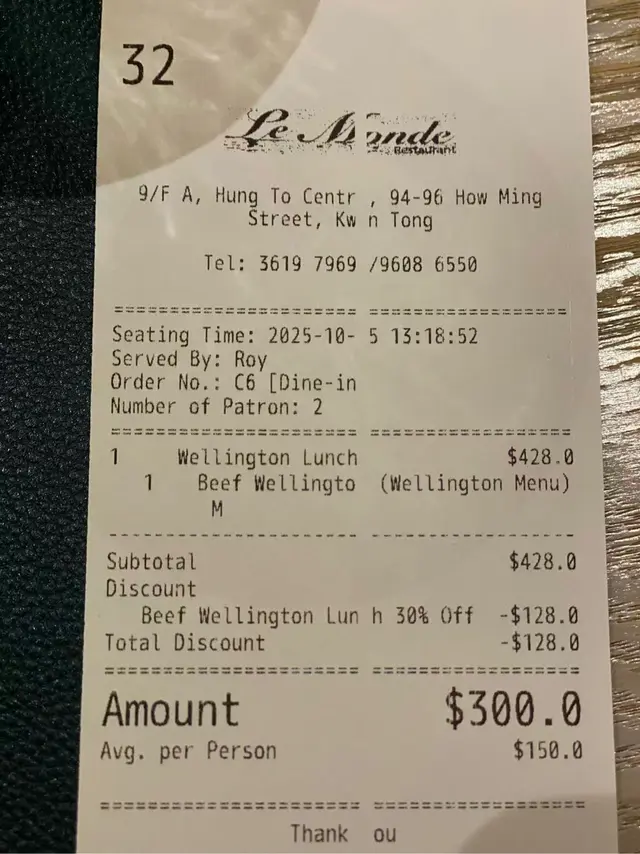 32
Le Monde
Restaurant
9/F A, Hung To Centr , 94-96 How Ming
Street, Kw n Tong
Tel: 3619 7969 /9608 6550
===================== ==================
Seating Time: 2025-10- 5 13:18:52
Served By: Roy
Order No.: C6 [Dine-in
Number of Patron: 2
===================== ==================
1 Wellington Lunch $428.0
1 Beef Wellingto (Wellington Menu)
M
---------------------- ------------------
Subtotal $428.0
Discount
Beef Wellington Lun h 30% Off -$128.0
Total Discount -$128.0
====================== ==================
Amount $300.0
Avg. per Person $150.0
====================== ==================
Thank ou